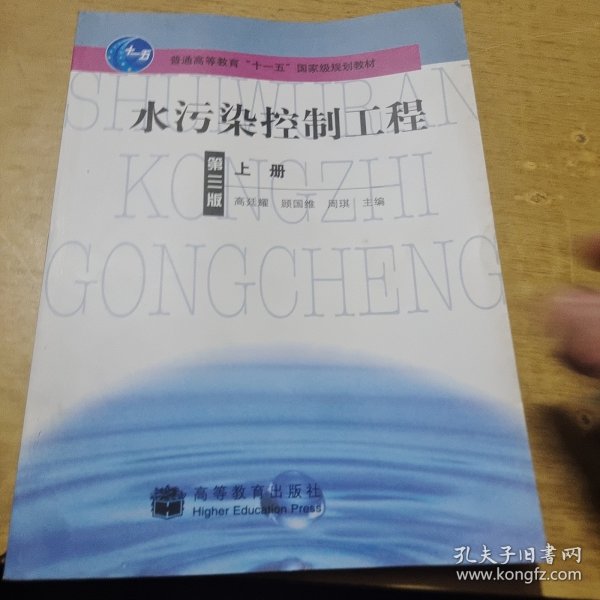 十一五
普通高等教育“十一五”国家级规划教材
SHUIWURAN
水污染控制工程
第三版
上 册
KONGZHI
高廷耀 顾国维 周琪 主编
GONGCHENG
高等教育出版社
Higher Education Press
孔夫子旧书网
www.kongfz.com